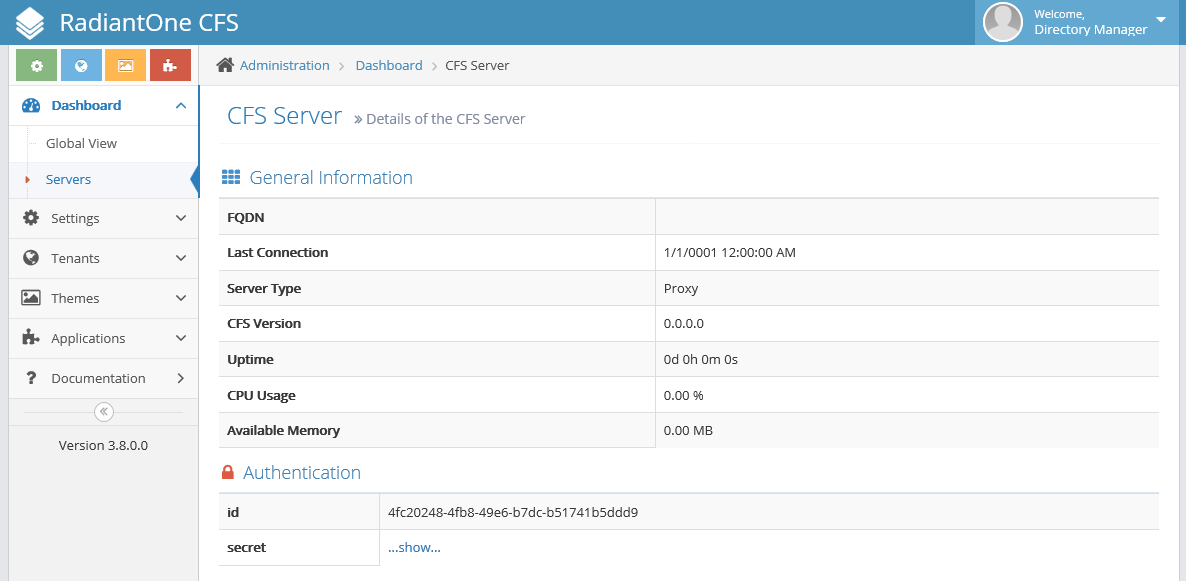 RadiantOne CFS
Welcome,
Directory Manager
Administration
Dashboard
CFS Server
Dashboard
Global View
Servers
Settings
Tenants
Themes
Applications
Documentation
Version 3.8.0.0
CFS Server » Details of the CFS Server
General Information
FQDN
Last Connection 1/1/0001 12:00:00 AM
Server Type Proxy
CFS Version 0.0.0.0
Uptime 0d 0h 0m 0s
CPU Usage 0.00 %
Available Memory 0.00 MB
Authentication
id 4fc20248-4fb8-49e6-b7dc-b51741b5ddd9
secret ...show...